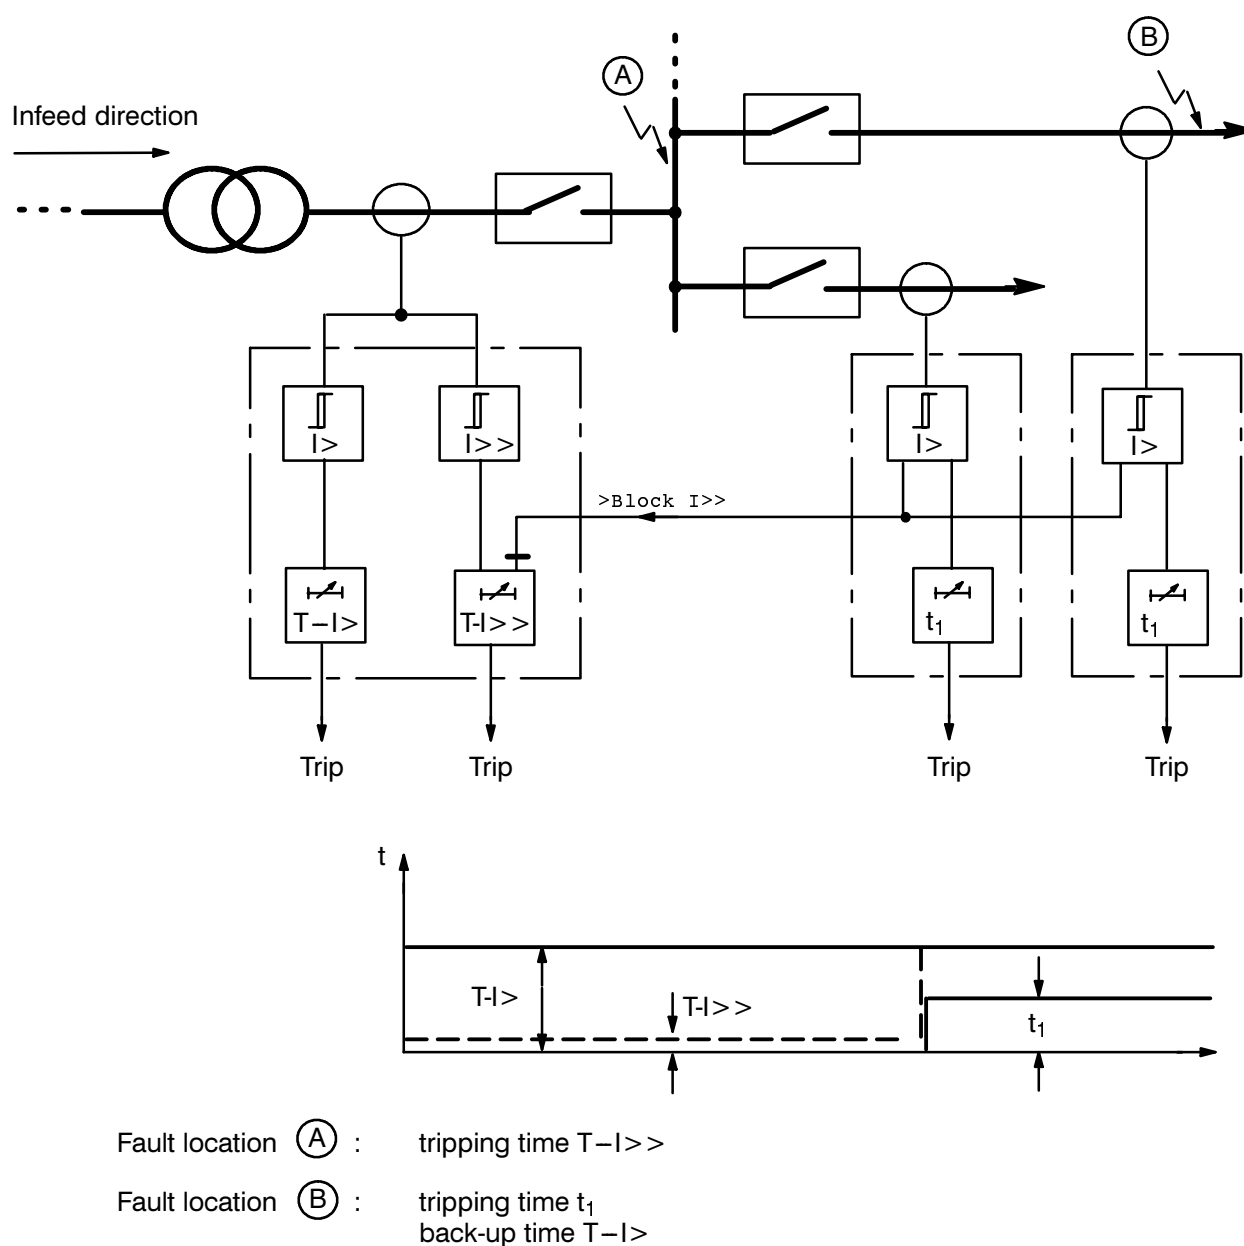 B
A
Infeed direction
I>
I>>
I>
I>
>Block I>>
T–I>
T-I>>
t1
t1
Trip
Trip
Trip
Trip
t
T-I>
T-I>>
t1
Fault location A : tripping time T–I>>
Fault location B : tripping time t1
back-up time T–I>